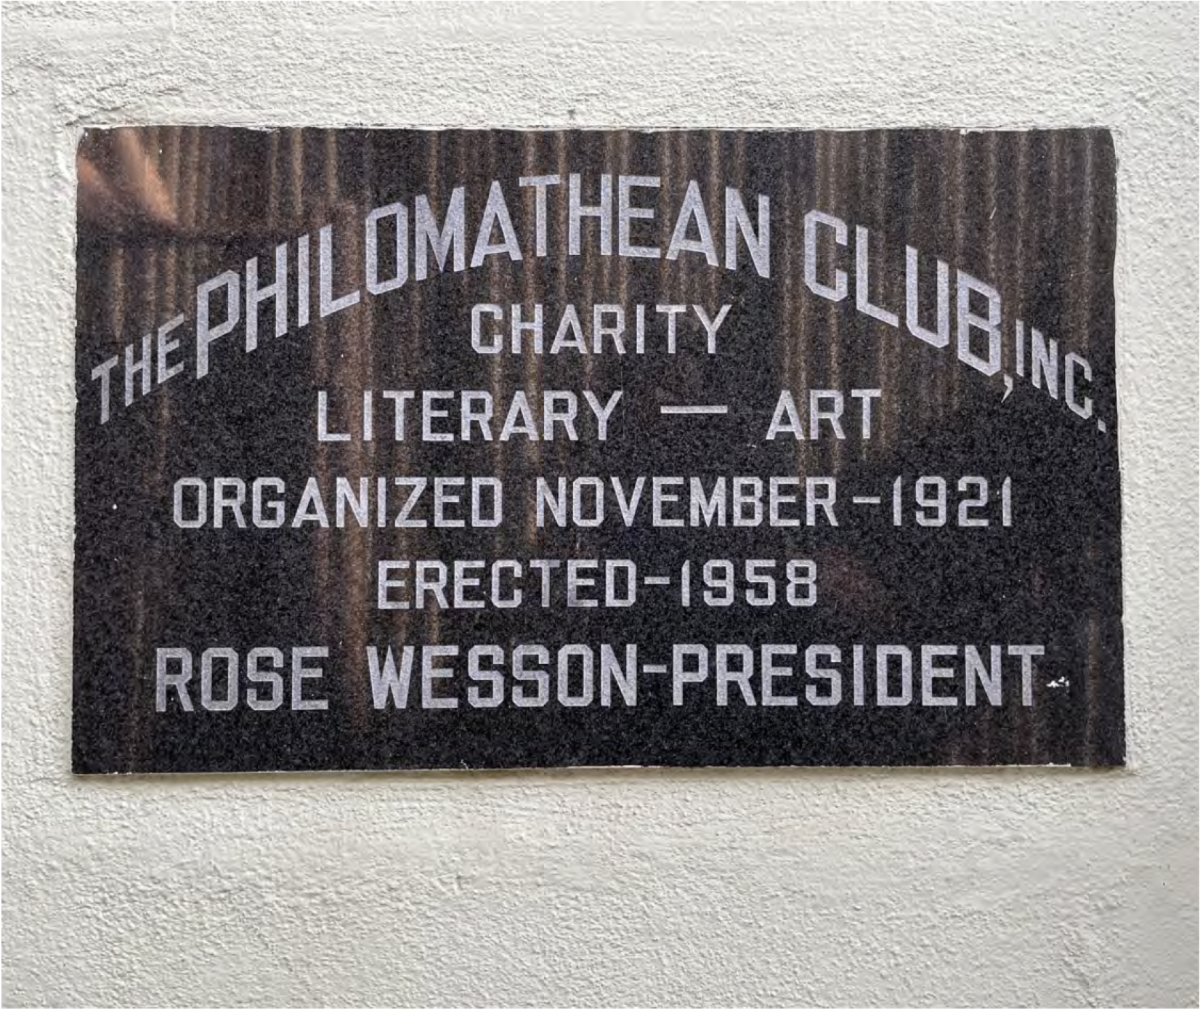 THE PHILOMATHEAN CLUB, INC.
CHARITY
LITERARY — ART
ORGANIZED NOVEMBER-1921
ERECTED-1958
ROSE WESSON-PRESIDENT